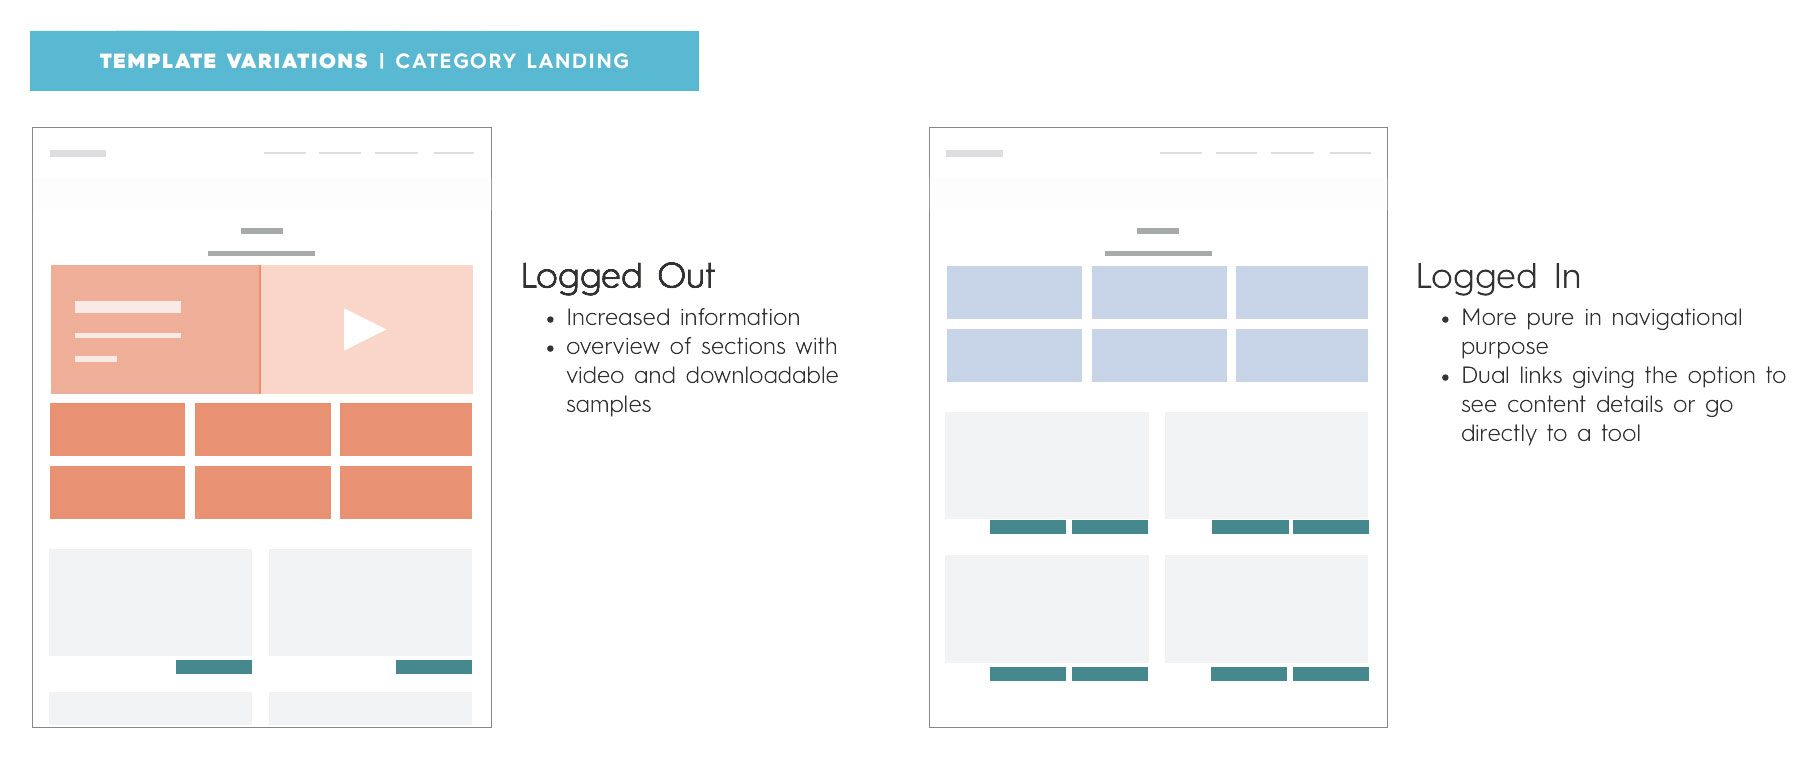 TEMPLATE VARIATIONS | CATEGORY LANDING
Logged Out
• Increased information
• overview of sections with
video and downloadable
samples
Logged In
• More pure in navigational
purpose
• Dual links giving the option to
see content details or go
directly to a tool